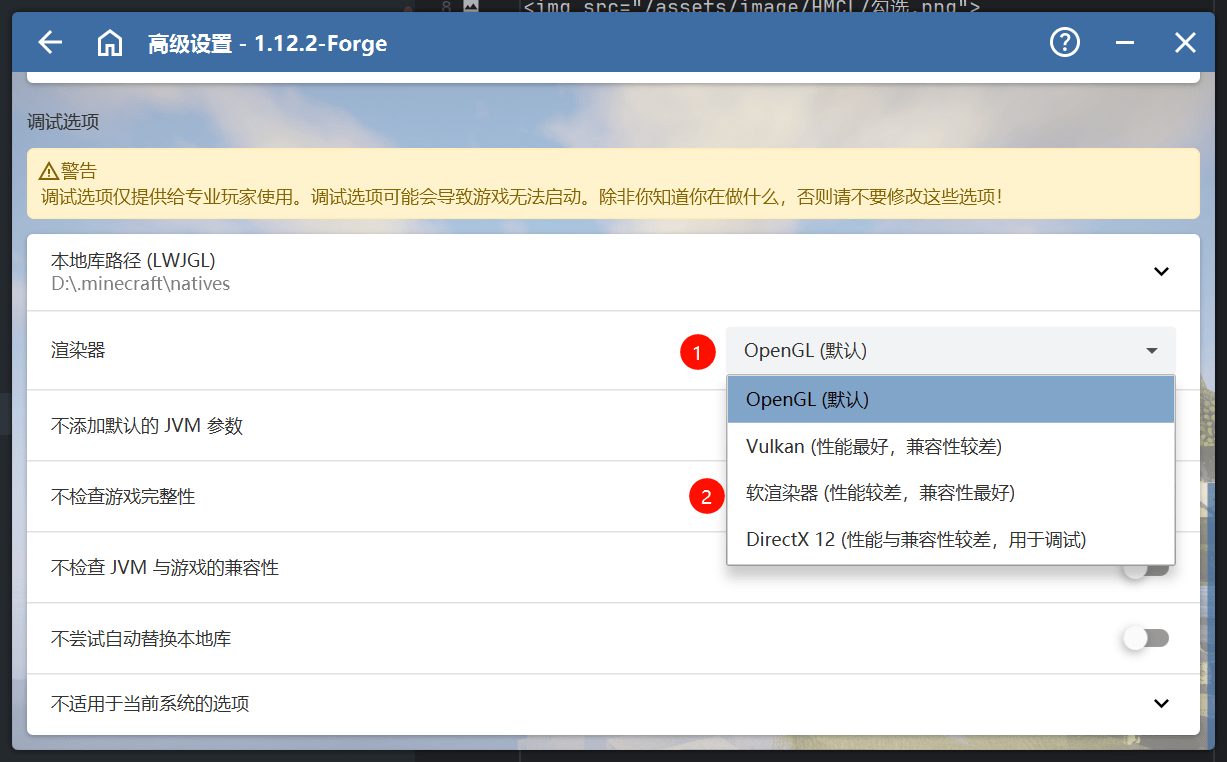 8
<img src="/assets/image/HMCL/勾选.png">
高级设置 - 1.12.2-Forge
调试选项
警告
调试选项仅提供给专业玩家使用。调试选项可能会导致游戏无法启动。除非你知道你在做什么，否则请不要修改这些选项！
本地库路径 (LWJGL)
D:\.minecraft\natives
渲染器
1
OpenGL (默认)
OpenGL (默认)
不添加默认的 JVM 参数
Vulkan (性能最好，兼容性较差)
不检查游戏完整性
2
软渲染器 (性能较差，兼容性最好)
DirectX 12 (性能与兼容性较差，用于调试)
不检查 JVM 与游戏的兼容性
不尝试自动替换本地库
不适用于当前系统的选项